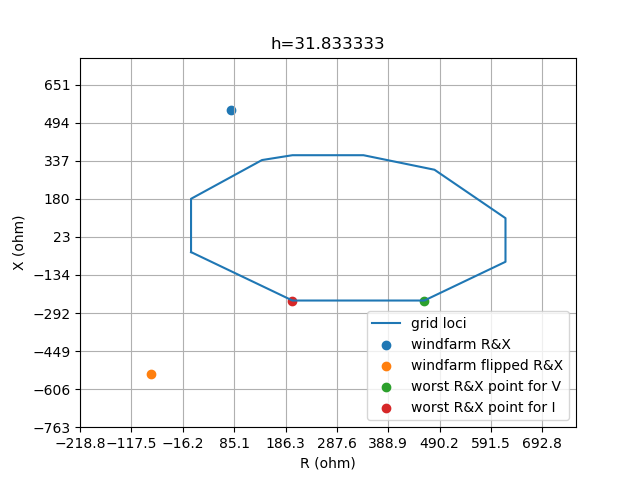 h=31.833333
651
494
337
180
23
−134
−292
−449
−606
−763
X (ohm)
grid loci
windfarm R&X
windfarm flipped R&X
worst R&X point for V
worst R&X point for I
−218.8 −117.5 −16.2 85.1 186.3 287.6 388.9 490.2 591.5 692.8
R (ohm)